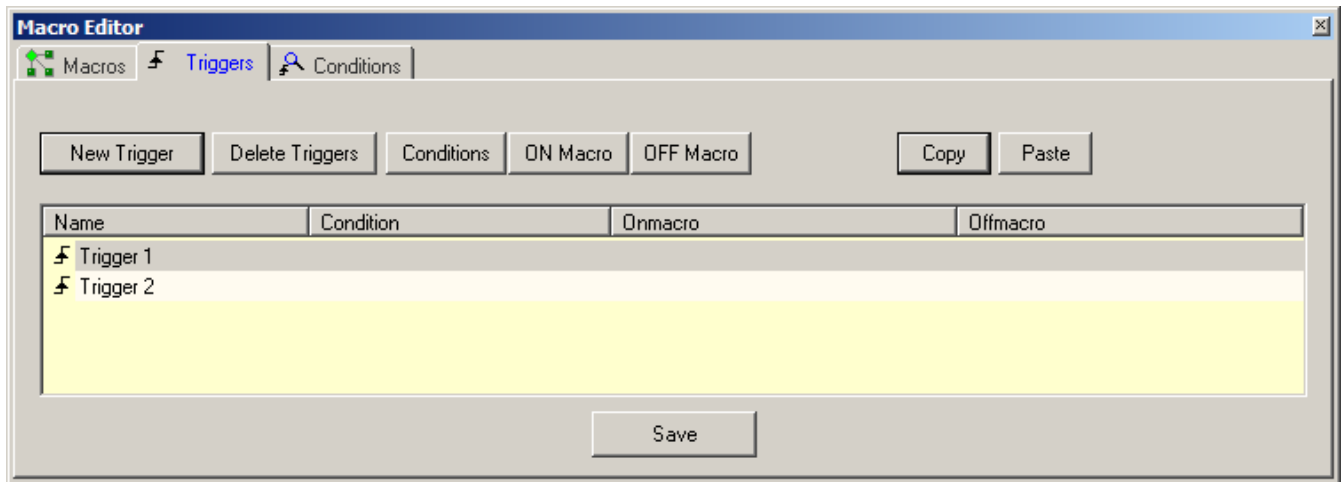 Macro Editor
Macros Triggers Conditions
New Trigger Delete Triggers Conditions ON Macro OFF Macro Copy Paste
Name Condition Onmacro Offmacro
Trigger 1
Trigger 2
Save